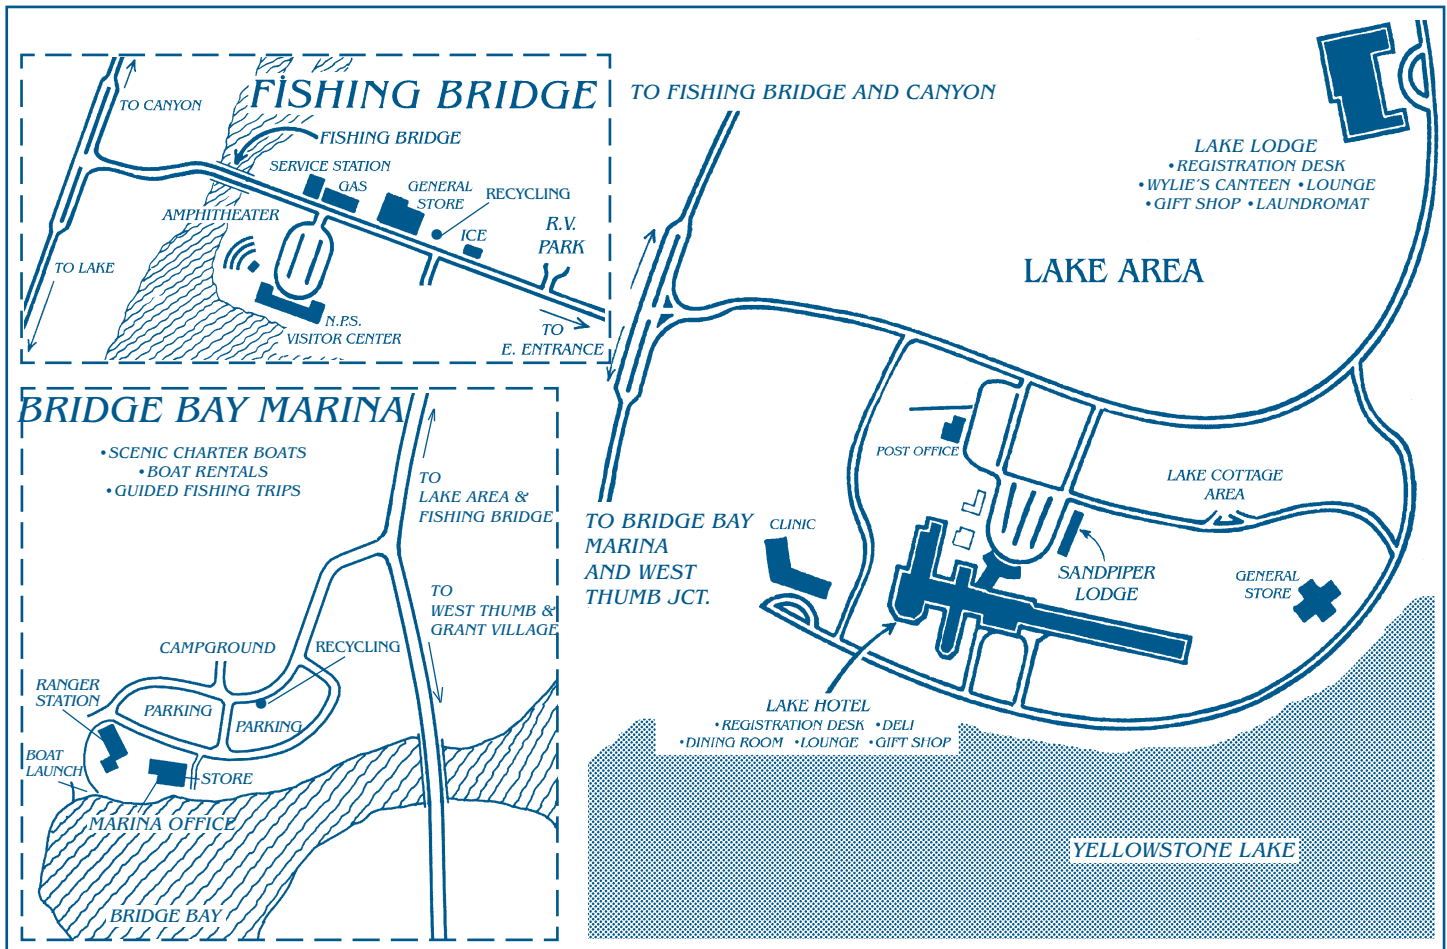 FISHING BRIDGE
TO CANYON
FISHING BRIDGE
SERVICE STATION
GAS
GENERAL
STORE
RECYCLING
AMPHITHEATER
ICE
R.V.
PARK
TO LAKE
N.P.S.
VISITOR CENTER
TO
E. ENTRANCE
BRIDGE BAY MARINA
•SCENIC CHARTER BOATS
•BOAT RENTALS
•GUIDED FISHING TRIPS
TO
LAKE AREA &
FISHING BRIDGE
TO
WEST THUMB &
GRANT VILLAGE
CAMPGROUND
RECYCLING
RANGER
STATION
PARKING
PARKING
BOAT
LAUNCH
STORE
MARINA OFFICE
BRIDGE BAY
TO FISHING BRIDGE AND CANYON
LAKE LODGE
•REGISTRATION DESK
•WYLIE'S CANTEEN •LOUNGE
•GIFT SHOP •LAUNDROMAT
LAKE AREA
POST OFFICE
LAKE COTTAGE
AREA
TO BRIDGE BAY
MARINA
AND WEST
THUMB JCT.
CLINIC
SANDPIPER
LODGE
GENERAL
STORE
LAKE HOTEL
•REGISTRATION DESK •DELI
•DINING ROOM •LOUNGE •GIFT SHOP
YELLOWSTONE LAKE